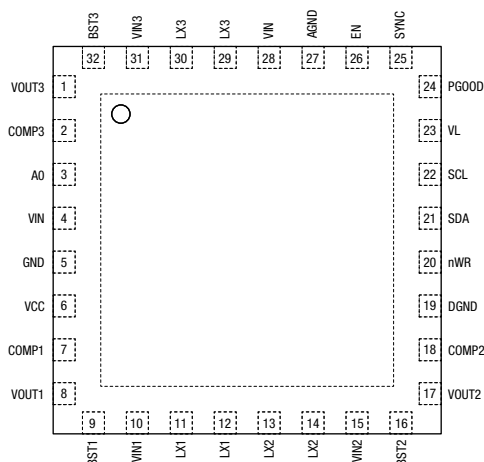 BST3 VIN3 LX3 LX3 VIN AGND EN SYNC
32 31 30 29 28 27 26 25
VOUT3 1 24 PGOOD
COMP3 2 23 VL
A0 3 22 SCL
VIN 4 21 SDA
GND 5 20 nWR
VCC 6 19 DGND
COMP1 7 18 COMP2
VOUT1 8 17 VOUT2
9 10 11 12 13 14 15 16
BST1 VIN1 LX1 LX1 LX2 LX2 VIN2 BST2